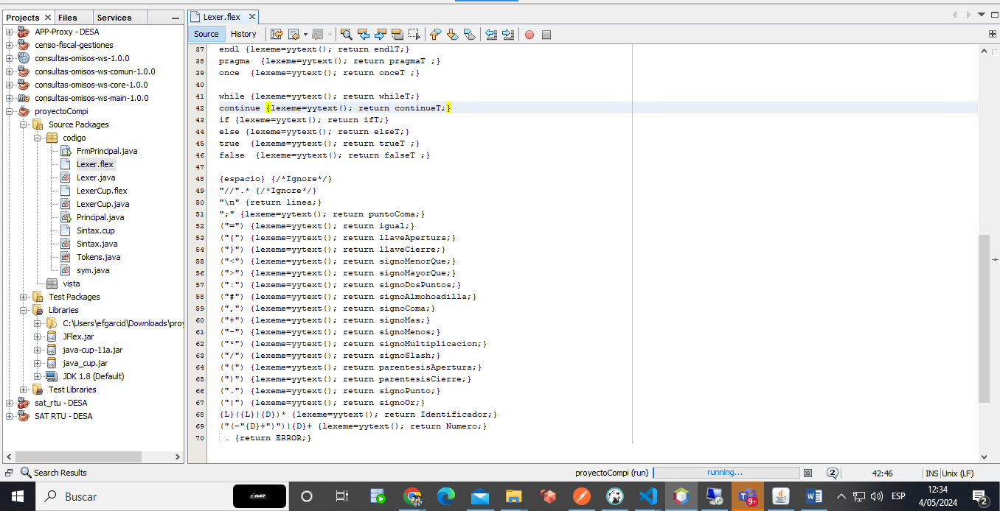 Projects
Files
Services
APP-Proxy - DESA
censo-fiscal-gestiones
consultas-omisos-ws-1.0.0
consultas-omisos-ws-comun-1.0.0
consultas-omisos-ws-core-1.0.0
consultas-omisos-ws-main-1.0.0
proyectoCompi
Source Packages
codigo
FrmPrincipal.java
Lexer.flex
Lexer.java
LexerCup.flex
LexerCup.java
Principal.java
Sintax.cup
Sintax.java
Tokens.java
sym.java
vista
Test Packages
Libraries
C:\Users\efgarcid\Downloads\proy
JFlex.jar
java-cup-11a.jar
java_cup.jar
JDK 1.8 (Default)
Test Libraries
sat_rtu - DESA
SAT RTU - DESA
Lexer.flex
Source History
37 endl {lexeme=yytext(); return endlT;}
38 pragma  {lexeme=yytext(); return pragmaT ;}
39 once  {lexeme=yytext(); return onceT ;}
40
41 while {lexeme=yytext(); return whileT;}
42 continue {lexeme=yytext(); return continueT;}
43 if {lexeme=yytext(); return ifT;}
44 else {lexeme=yytext(); return elseT;}
45 true  {lexeme=yytext(); return trueT ;}
46 false  {lexeme=yytext(); return falseT ;}
47
48 {espacio} {/*Ignore*/}
49 "//".* {/*Ignore*/}
50 "\n" {return linea;}
51 ";" {lexeme=yytext(); return puntoComa;}
52 ("=") {lexeme=yytext(); return igual;}
53 ("{") {lexeme=yytext(); return llaveApertura;}
54 ("}") {lexeme=yytext(); return llaveCierre;}
55 ("<") {lexeme=yytext(); return signoMenorQue;}
56 (">") {lexeme=yytext(); return signoMayorQue;}
57 (":") {lexeme=yytext(); return signoDosPuntos;}
58 ("#") {lexeme=yytext(); return signoAlmohoadilla;}
59 (",") {lexeme=yytext(); return signoComa;}
60 ("+") {lexeme=yytext(); return signoMas;}
61 ("-") {lexeme=yytext(); return signoMenos;}
62 ("*") {lexeme=yytext(); return signoMultiplicacion;}
63 ("/") {lexeme=yytext(); return signoSlash;}
64 ("(") {lexeme=yytext(); return parentesisApertura;}
65 (")") {lexeme=yytext(); return parentesisCierre;}
66 (".") {lexeme=yytext(); return signoPunto;}
67 ("|") {lexeme=yytext(); return signoOr;}
68 {L}({L}|{D})* {lexeme=yytext(); return Identificador;}
69 ("(-"{D}+")")|{D}+ {lexeme=yytext(); return Numero;}
70 . {return ERROR;}
Search Results
proyectoCompi (run)
running...
2
42:46
INS
Unix (LF)
Buscar
SAT
9+
ESP
12:34
4/05/2024
2